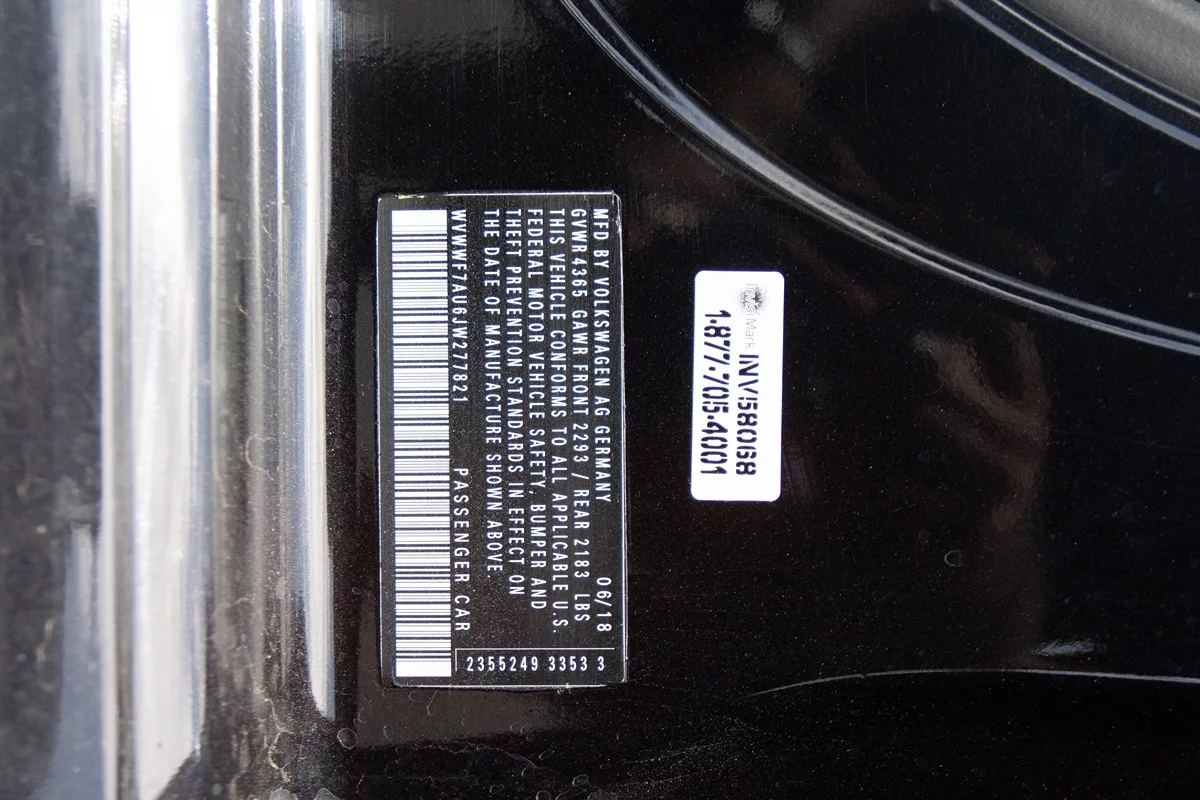 MFD BY VOLKSWAGEN AG GERMANY 06/18
GVWR 4365 GAWR FRONT 2293 / REAR 2183 LBS
THIS VEHICLE CONFORMS TO ALL APPLICABLE U.S.
FEDERAL MOTOR VEHICLE SAFETY, BUMPER AND
THEFT PREVENTION STANDARDS IN EFFECT ON
THE DATE OF MANUFACTURE SHOWN ABOVE.
WVWWF7AU6JW277821 PASSENGER CAR
2355249 3353 3
INV58068
1-877-705-4001